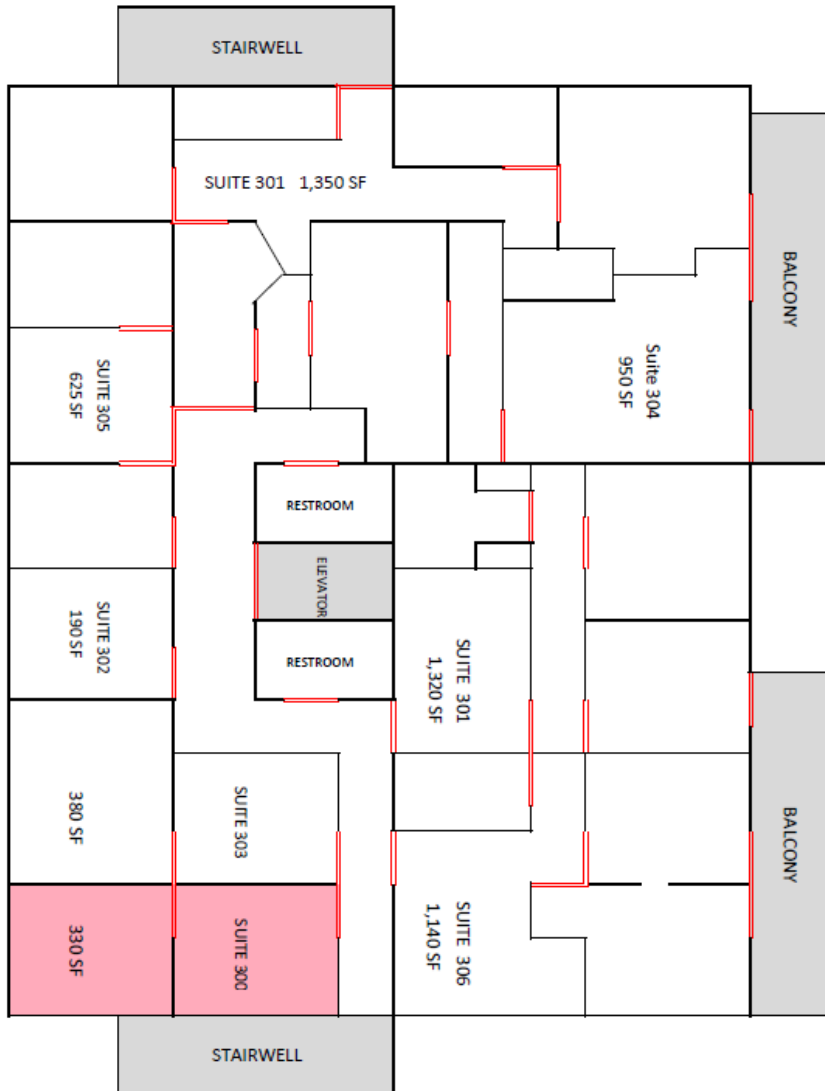 STAIRWELL
SUITE 301   1,350 SF
BALCONY
SUITE 305
625 SF
Suite 304
950 SF
RESTROOM
ELEVATOR
SUITE 302
190 SF
RESTROOM
SUITE  301
1,320 SF
380 SF
SUITE 303
BALCONY
330 SF
SUITE 300
SUITE  306
1,140 SF
STAIRWELL